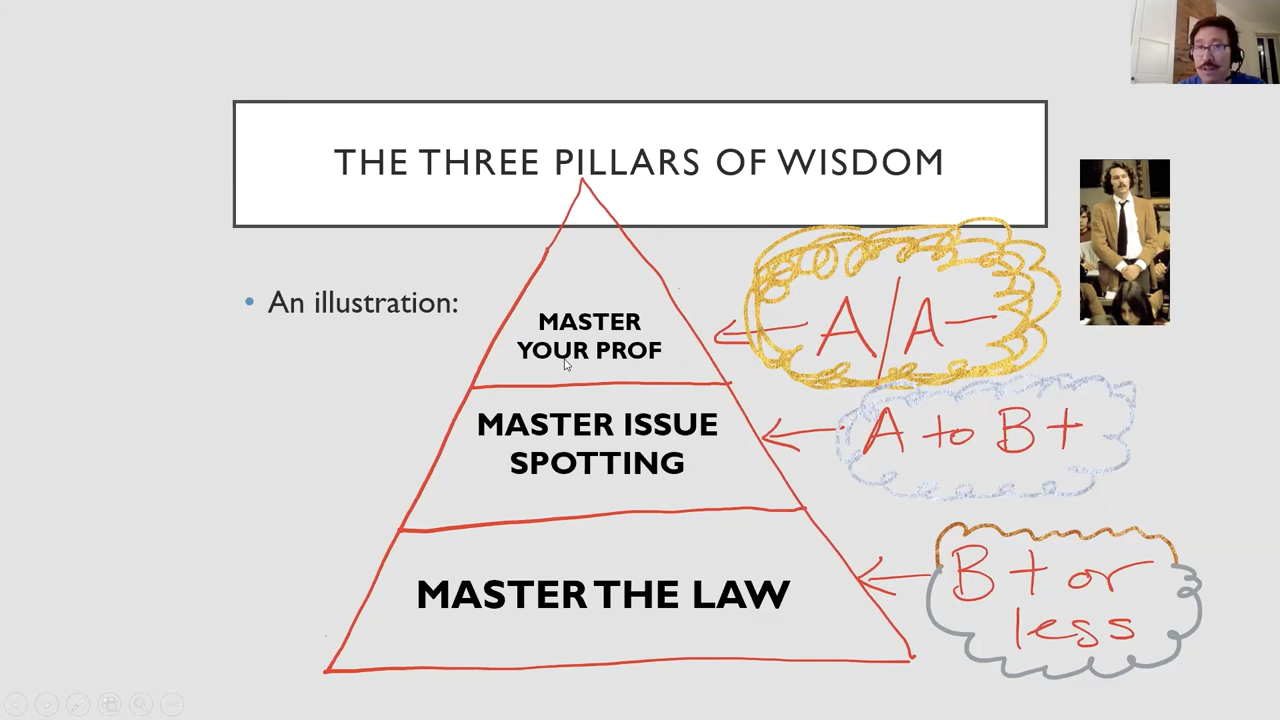 THE THREE PILLARS OF WISDOM
An illustration:
MASTER
YOUR PROF
A/A-
MASTER ISSUE
SPOTTING
A to B+
MASTER THE LAW
B+ or
less